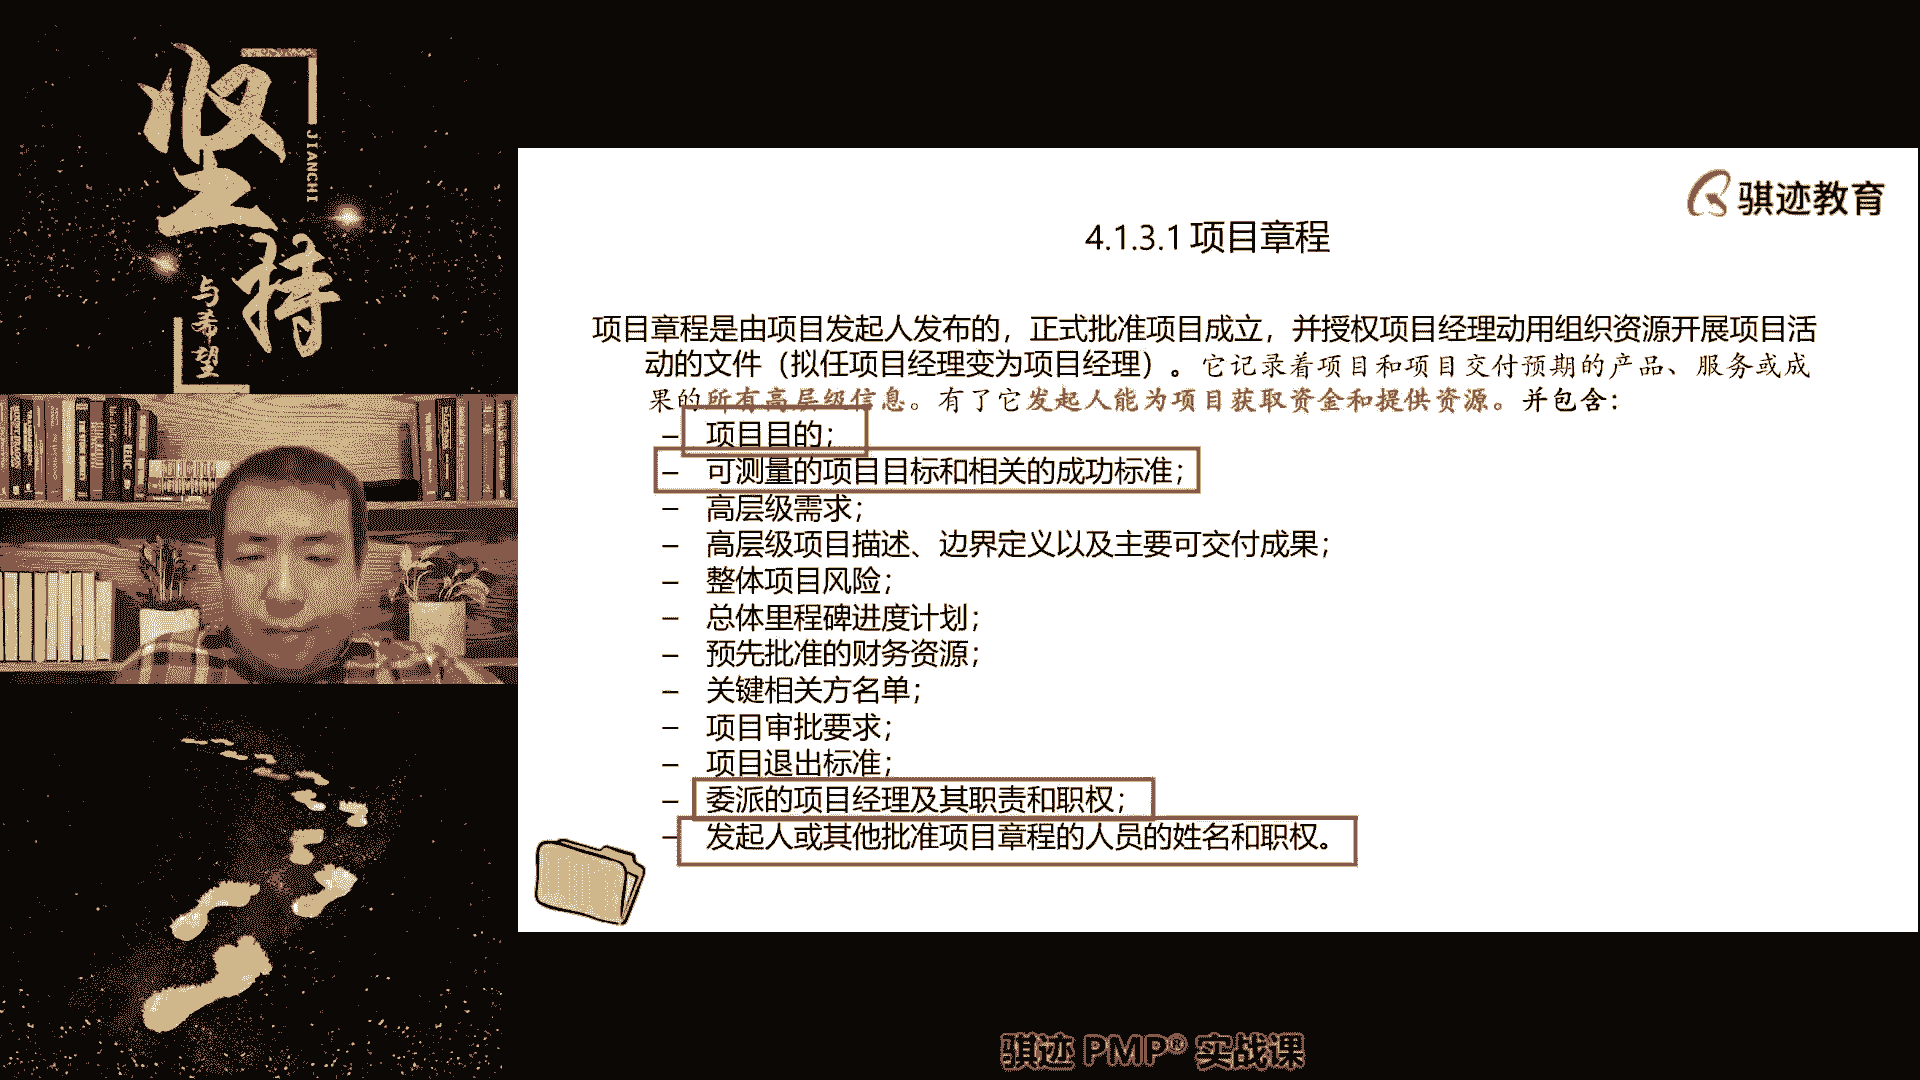 坚持
JIANCHI
与希望
骐迹教育
4.1.3.1 项目章程
项目章程是由项目发起人发布的，正式批准项目成立，并授权项目经理动用组织资源开展项目活
动的文件（拟任项目经理变为项目经理）。它记录着项目和项目交付预期的产品、服务或成
果的所有高层级信息。有了它发起人能为项目获取资金和提供资源。并包含：
– 项目目的；
– 可测量的项目目标和相关的成功标准；
– 高层级需求；
– 高层级项目描述、边界定义以及主要可交付成果；
– 整体项目风险；
– 总体里程碑进度计划；
– 预先批准的财务资源；
– 关键相关方名单；
– 项目审批要求；
– 项目退出标准；
– 委派的项目经理及其职责和职权；
– 发起人或其他批准项目章程的人员的姓名和职权。
骐迹 PMP® 实战课